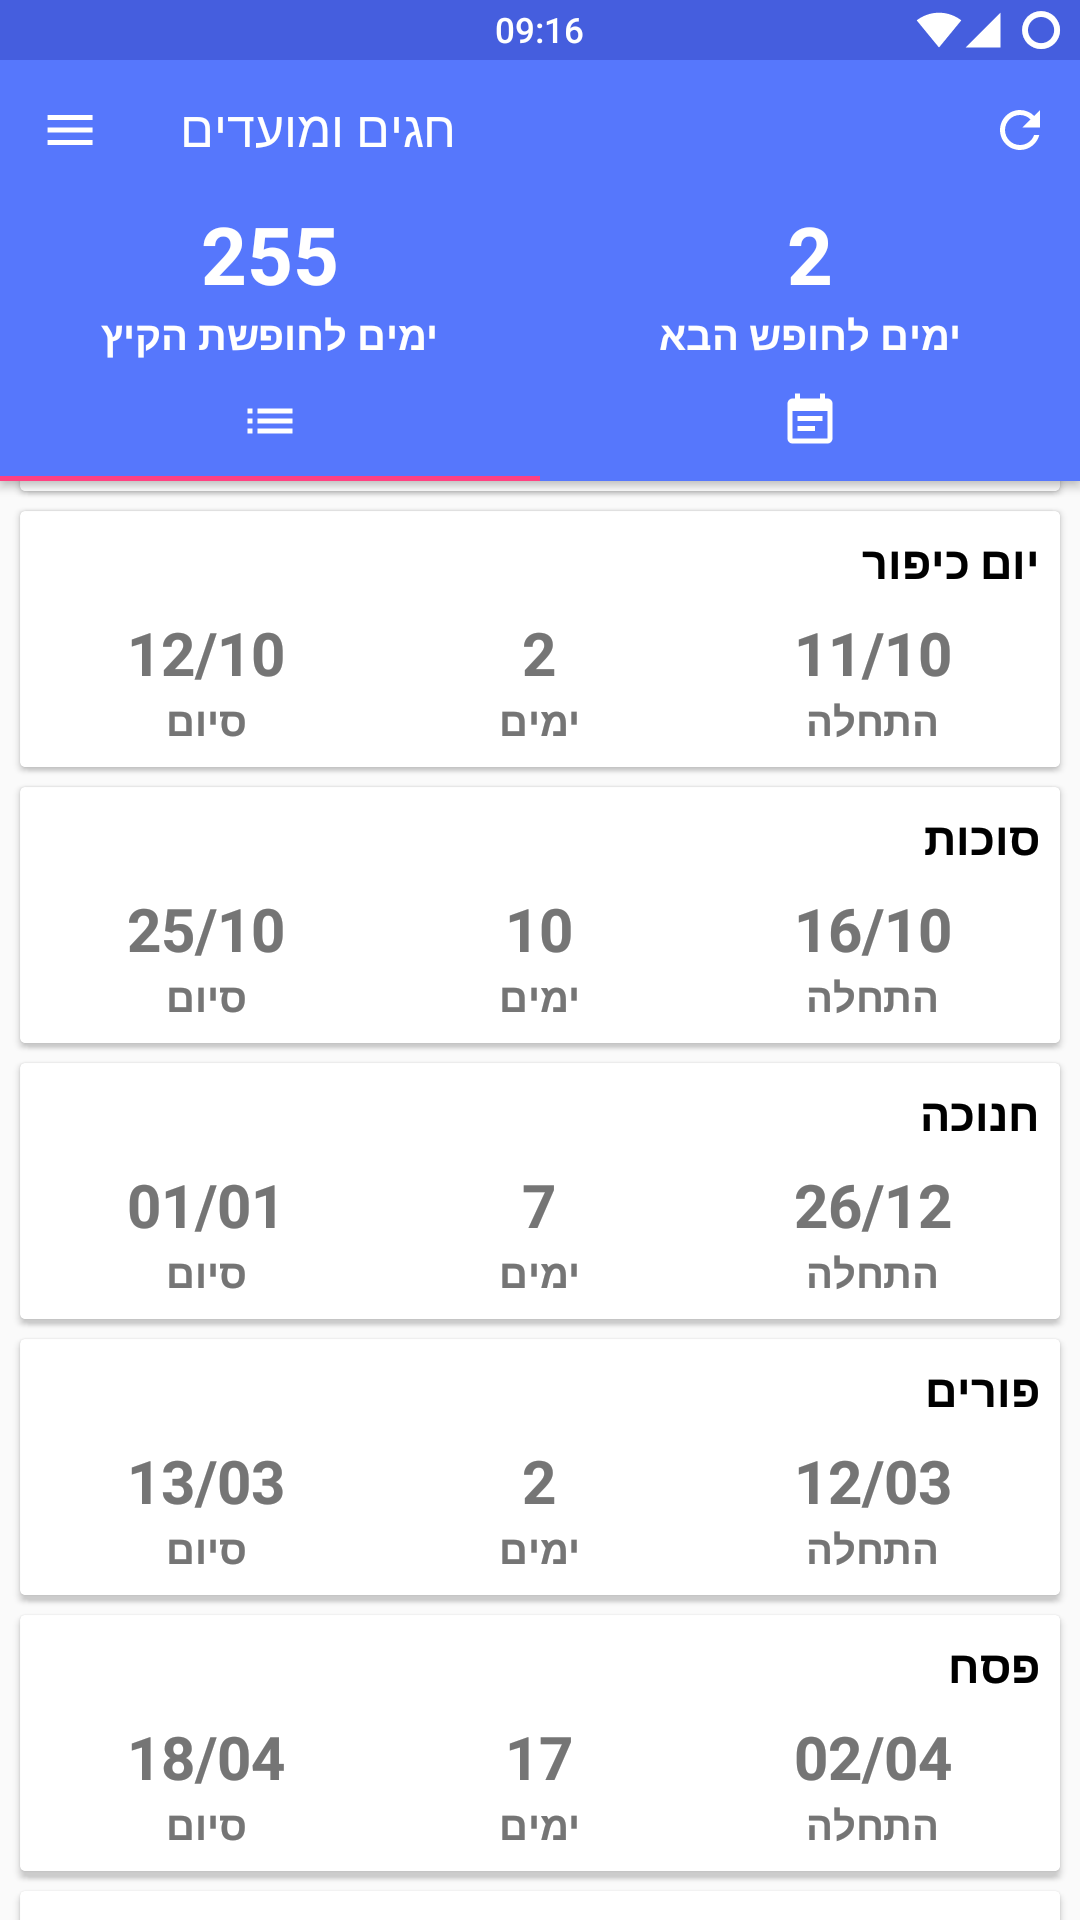 09:16
חגים ומועדים
2
ימים לחופש הבא
255
ימים לחופשת הקיץ
יום כיפור
11/10 2 12/10
התחלה ימים סיום
סוכות
16/10 10 25/10
התחלה ימים סיום
חנוכה
26/12 7 01/01
התחלה ימים סיום
פורים
12/03 2 13/03
התחלה ימים סיום
פסח
02/04 17 18/04
התחלה ימים סיום